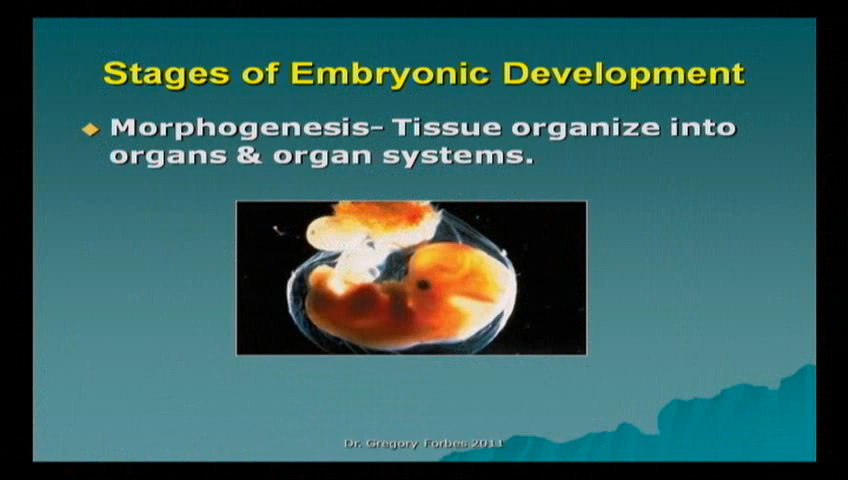 Stages of Embryonic Development
Morphogenesis- Tissue organize into
organs & organ systems.
Dr. Gregory Forbes 2011